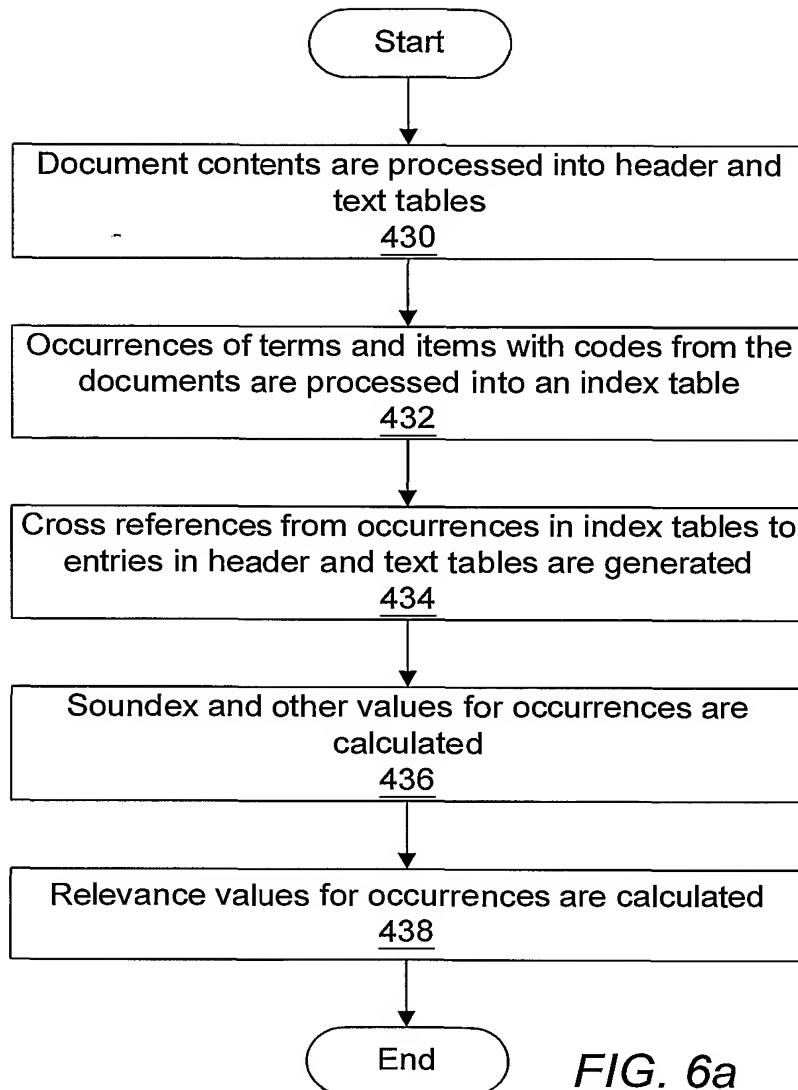 Start
Document contents are processed into header and
text tables
430
Occurrences of terms and items with codes from the
documents are processed into an index table
432
Cross references from occurrences in index tables to
entries in header and text tables are generated
434
Soundex and other values for occurrences are
calculated
436
Relevance values for occurrences are calculated
438
End
FIG. 6a